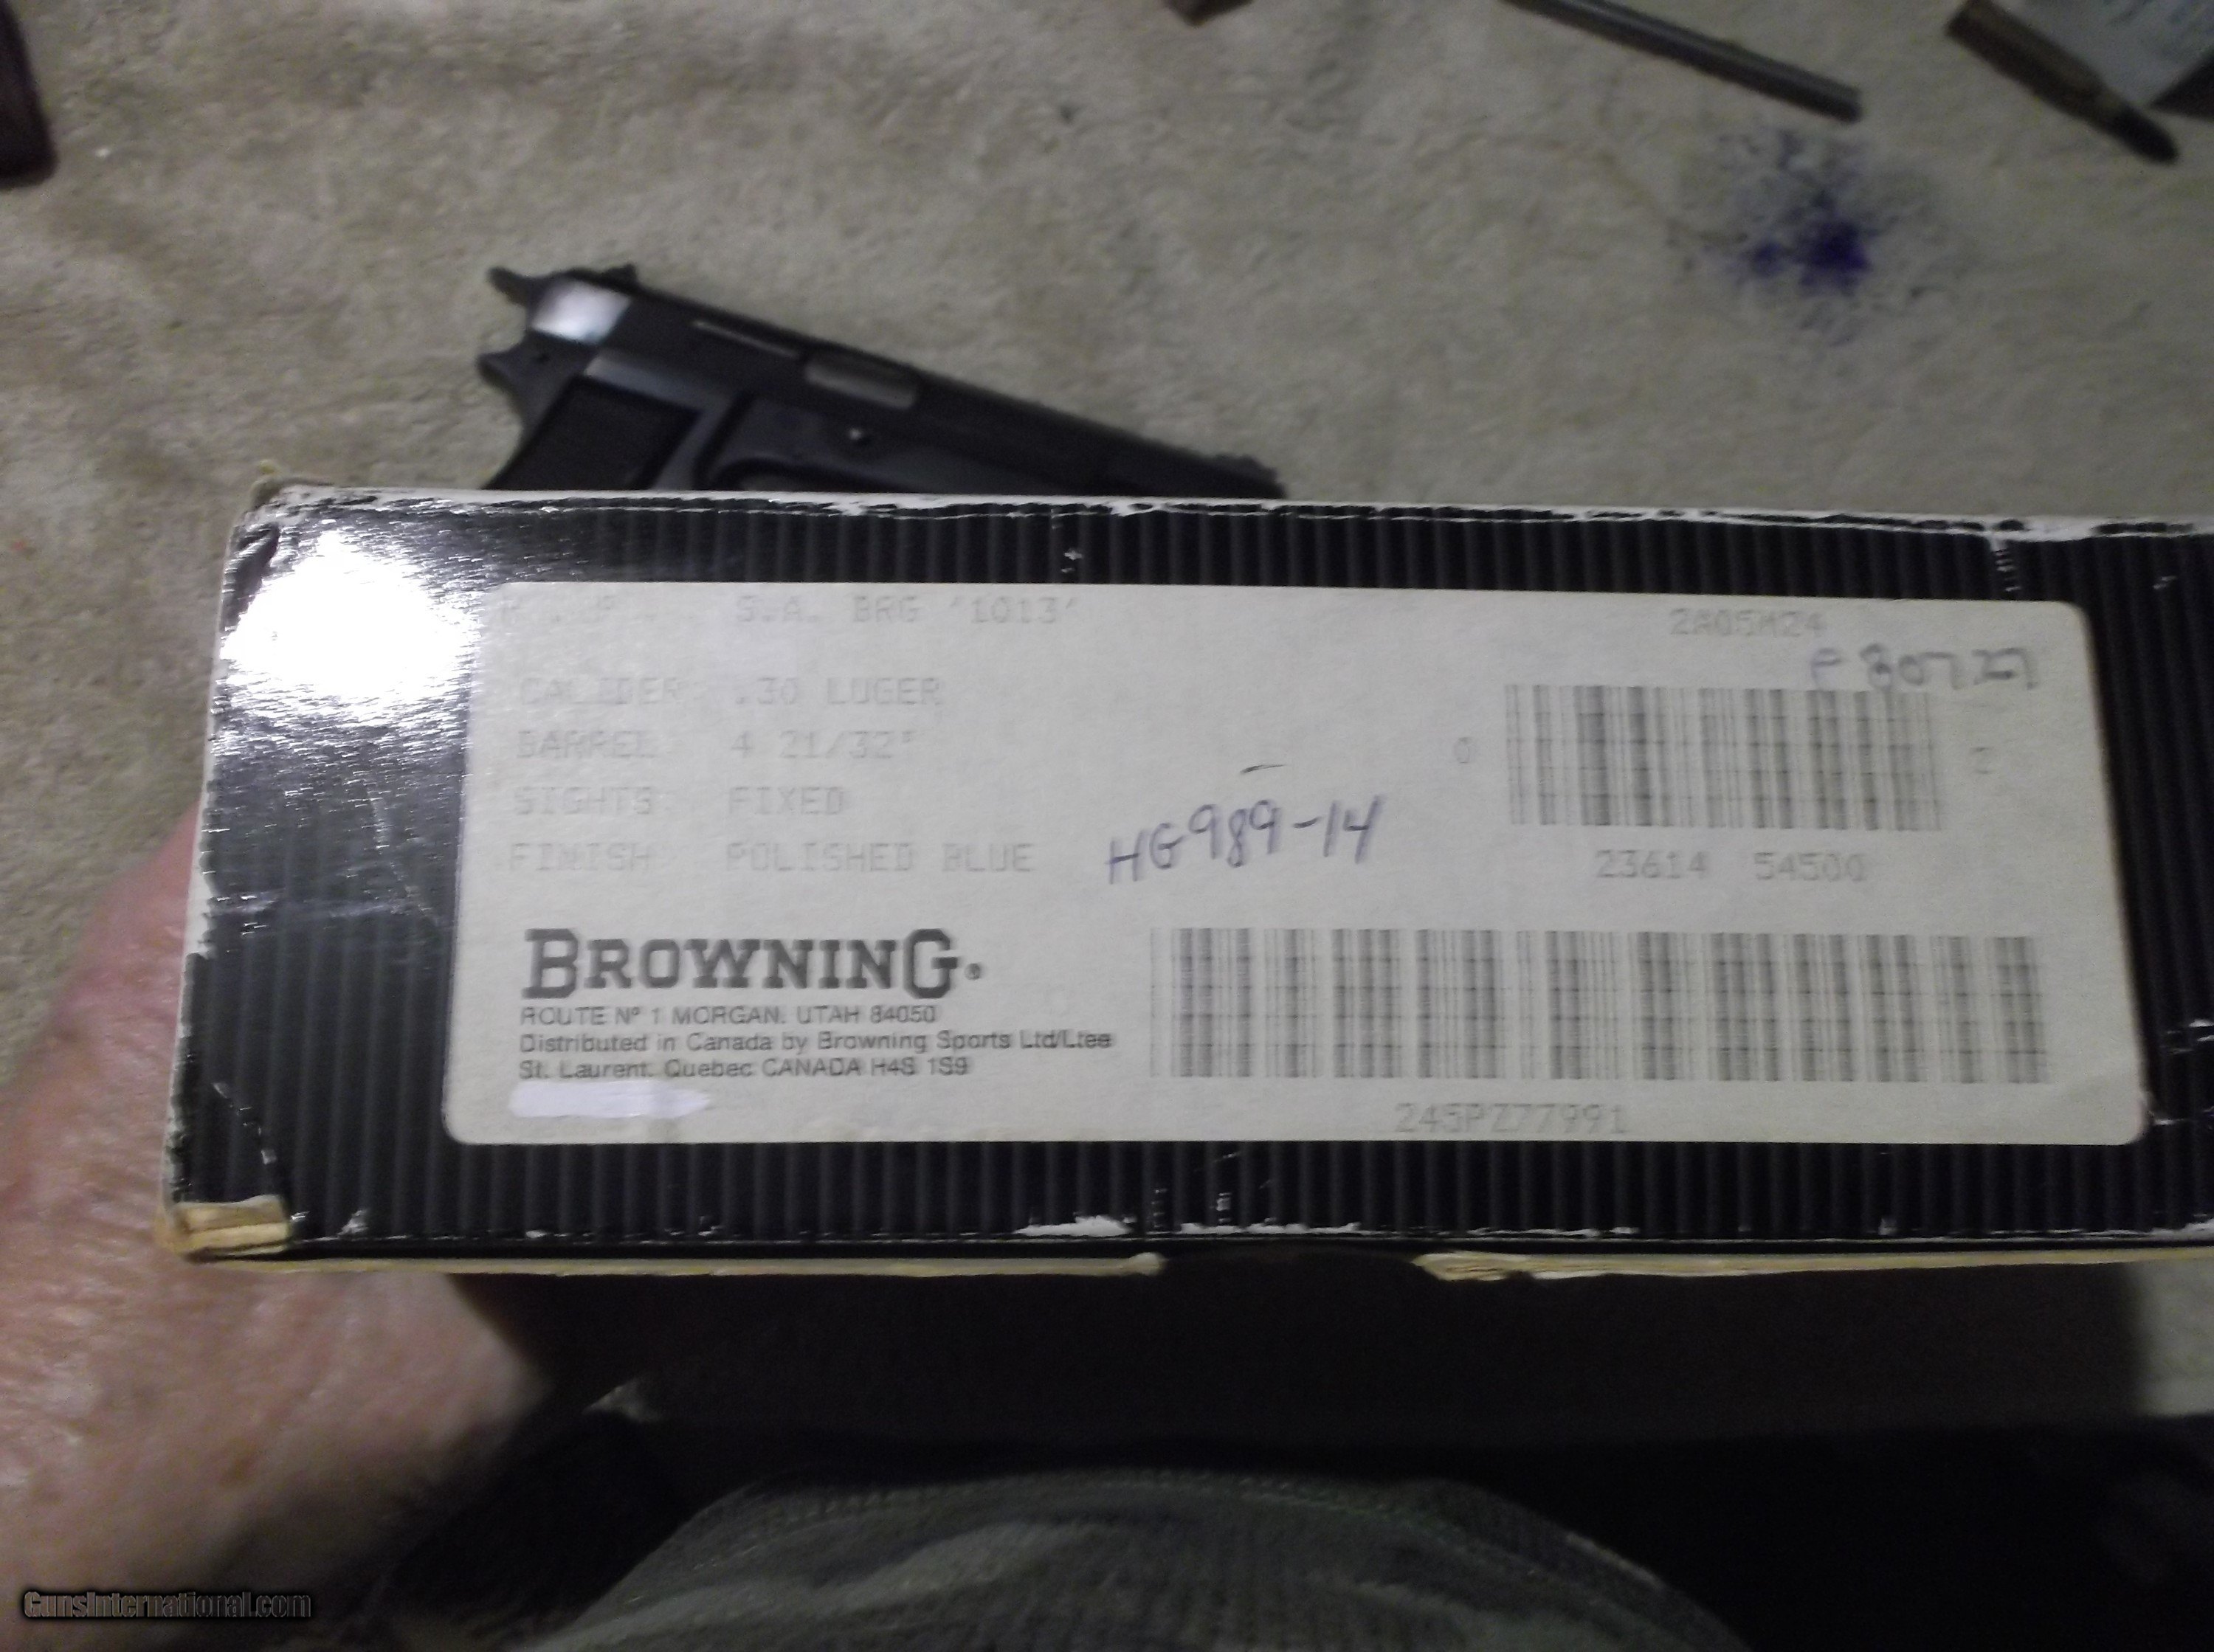 S.A. BRG '1013'
2A05M24
CALIBER .30 LUGER
BARREL 4 21/32"
SIGHTS FIXED
FINISH POLISHED BLUE
HG989-14
23614 54500
BROWNING®
ROUTE Nº 1 MORGAN, UTAH 84050
Distributed in Canada by Browning Sports Ltd/Ltee
St. Laurent, Quebec CANADA H4S 1S9
245PZ77991
GunsInternational.com